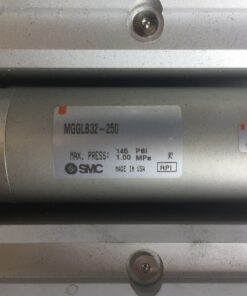 MGGLB32-250
MAX. PRESS: 145 PSI
1.00 MPa
SMC MADE IN USA RPI